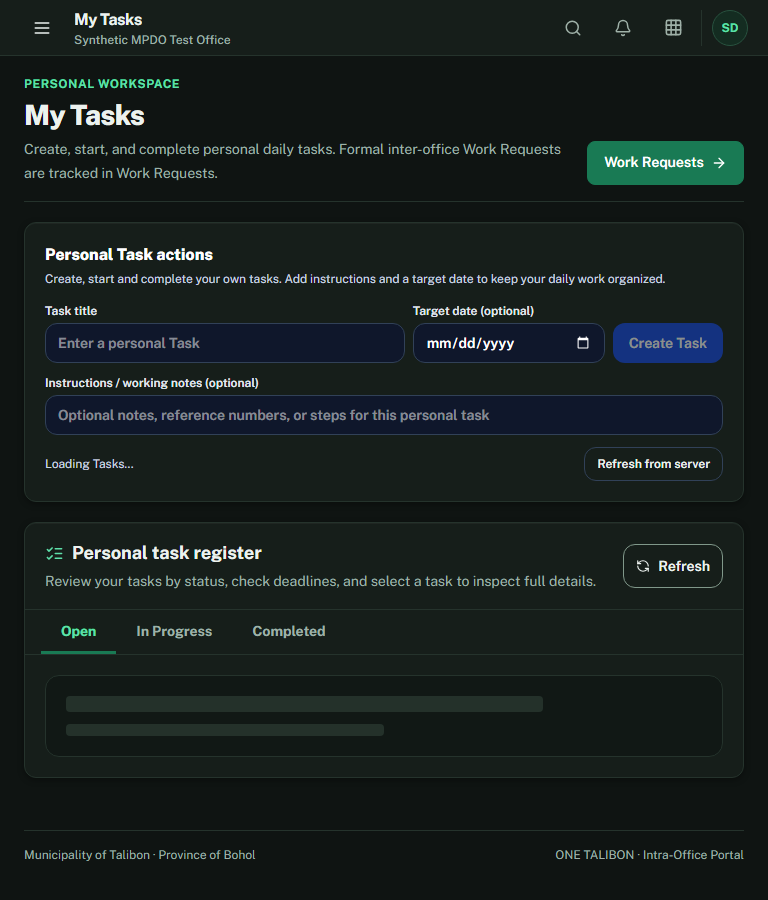 My Tasks
Synthetic MPDO Test Office
SD
PERSONAL WORKSPACE
My Tasks
Create, start, and complete personal daily tasks. Formal inter-office Work Requests
are tracked in Work Requests.
Work Requests
Personal Task actions
Create, start and complete your own tasks. Add instructions and a target date to keep your daily work organized.
Task title
Target date (optional)
Enter a personal Task
mm/dd/yyyy
Create Task
Instructions / working notes (optional)
Optional notes, reference numbers, or steps for this personal task
Loading Tasks...
Refresh from server
Personal task register
Review your tasks by status, check deadlines, and select a task to inspect full details.
Refresh
Open
In Progress
Completed
Municipality of Talibon · Province of Bohol
ONE TALIBON · Intra-Office Portal